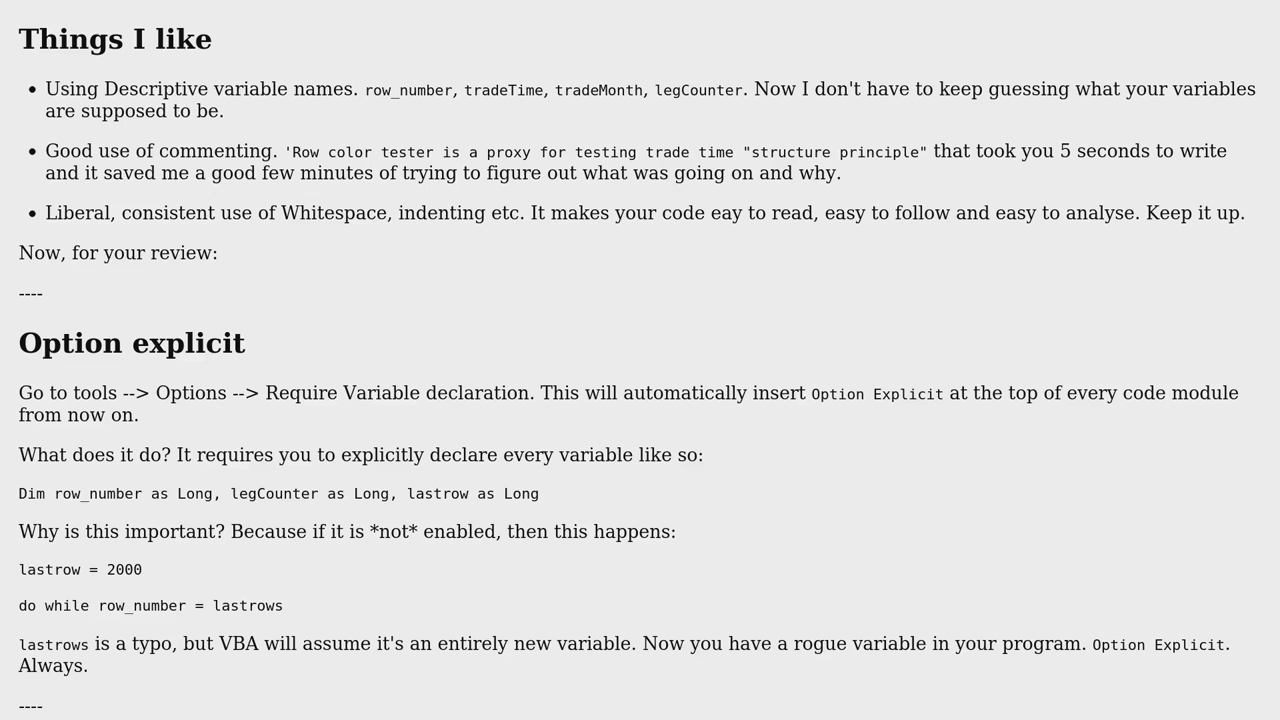 Things I like
• Using Descriptive variable names. row_number, tradeTime, tradeMonth, legCounter. Now I don't have to keep guessing what your variables
are supposed to be.
• Good use of commenting. 'Row color tester is a proxy for testing trade time "structure principle" that took you 5 seconds to write
and it saved me a good few minutes of trying to figure out what was going on and why.
• Liberal, consistent use of Whitespace, indenting etc. It makes your code eay to read, easy to follow and easy to analyse. Keep it up.
Now, for your review:
----
Option explicit
Go to tools --> Options --> Require Variable declaration. This will automatically insert Option Explicit at the top of every code module
from now on.
What does it do? It requires you to explicitly declare every variable like so:
Dim row_number as Long, legCounter as Long, lastrow as Long
Why is this important? Because if it is *not* enabled, then this happens:
lastrow = 2000
do while row_number = lastrows
lastrows is a typo, but VBA will assume it's an entirely new variable. Now you have a rogue variable in your program. Option Explicit.
Always.
----